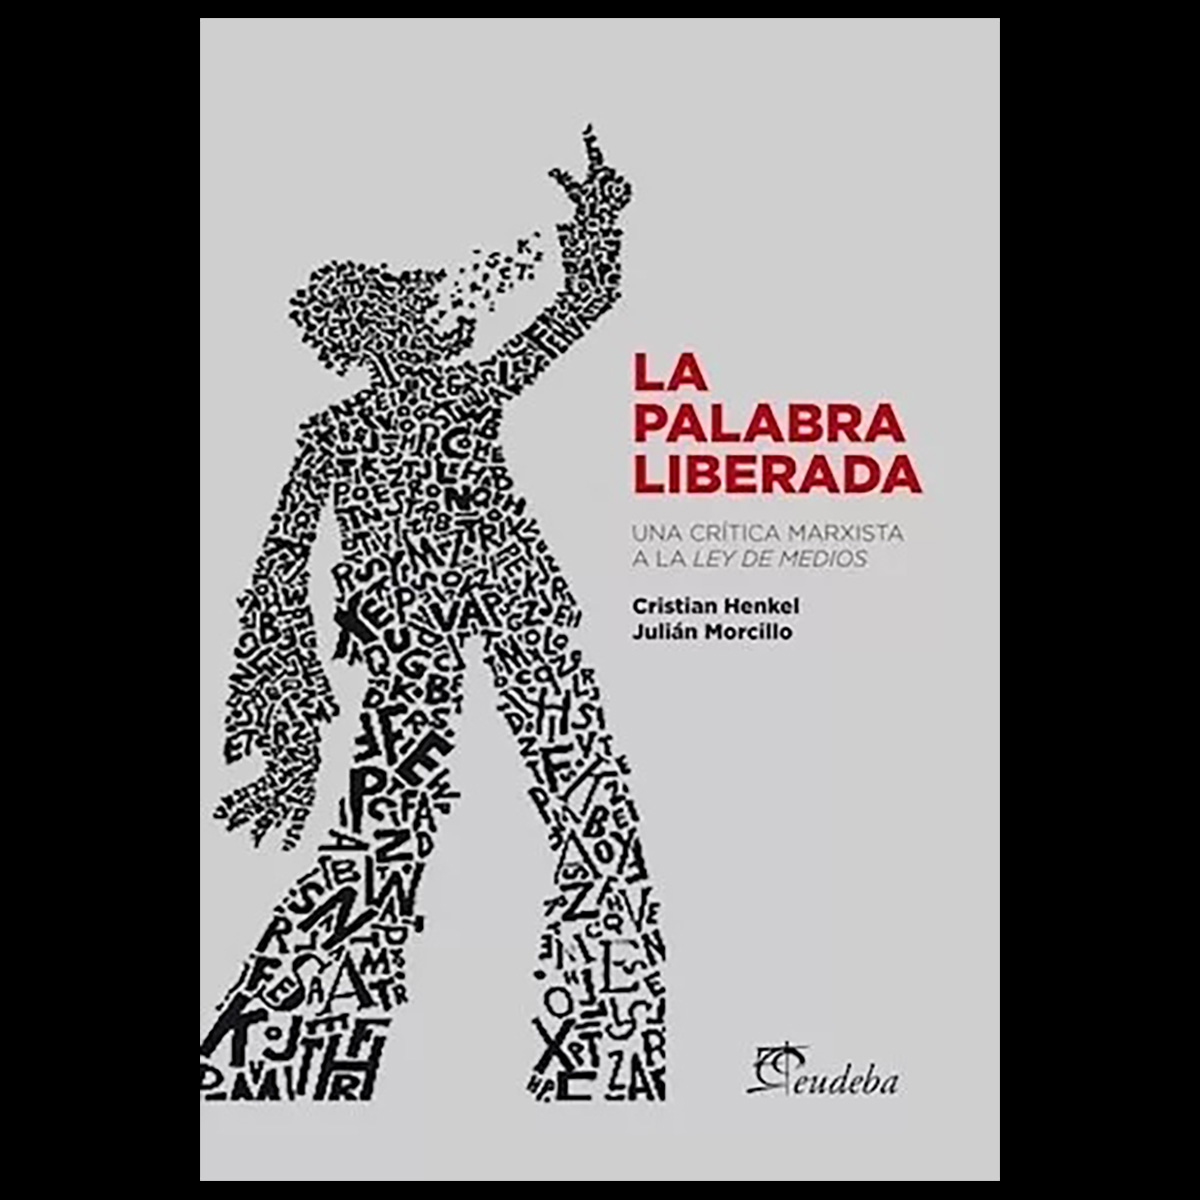 LA
PALABRA
LIBERADA
UNA CRÍTICA MARXISTA
A LA LEY DE MEDIOS
Cristian Henkel
Julián Morcillo
eudeba